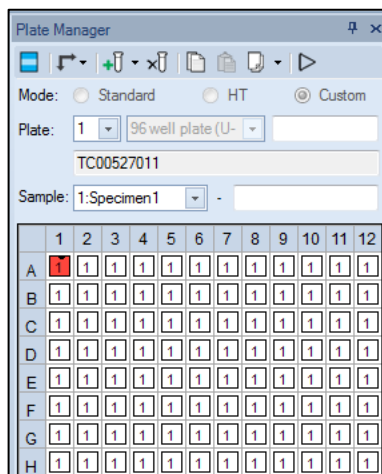 Plate Manager
Mode: Standard HT Custom
Plate: 1 96 well plate (U-
TC00527011
Sample: 1:Specimen1 -
1 2 3 4 5 6 7 8 9 10 11 12
A 1 1 1 1 1 1 1 1 1 1 1 1
B 1 1 1 1 1 1 1 1 1 1 1 1
C 1 1 1 1 1 1 1 1 1 1 1 1
D 1 1 1 1 1 1 1 1 1 1 1 1
E 1 1 1 1 1 1 1 1 1 1 1 1
F 1 1 1 1 1 1 1 1 1 1 1 1
G 1 1 1 1 1 1 1 1 1 1 1 1
H 1 1 1 1 1 1 1 1 1 1 1 1